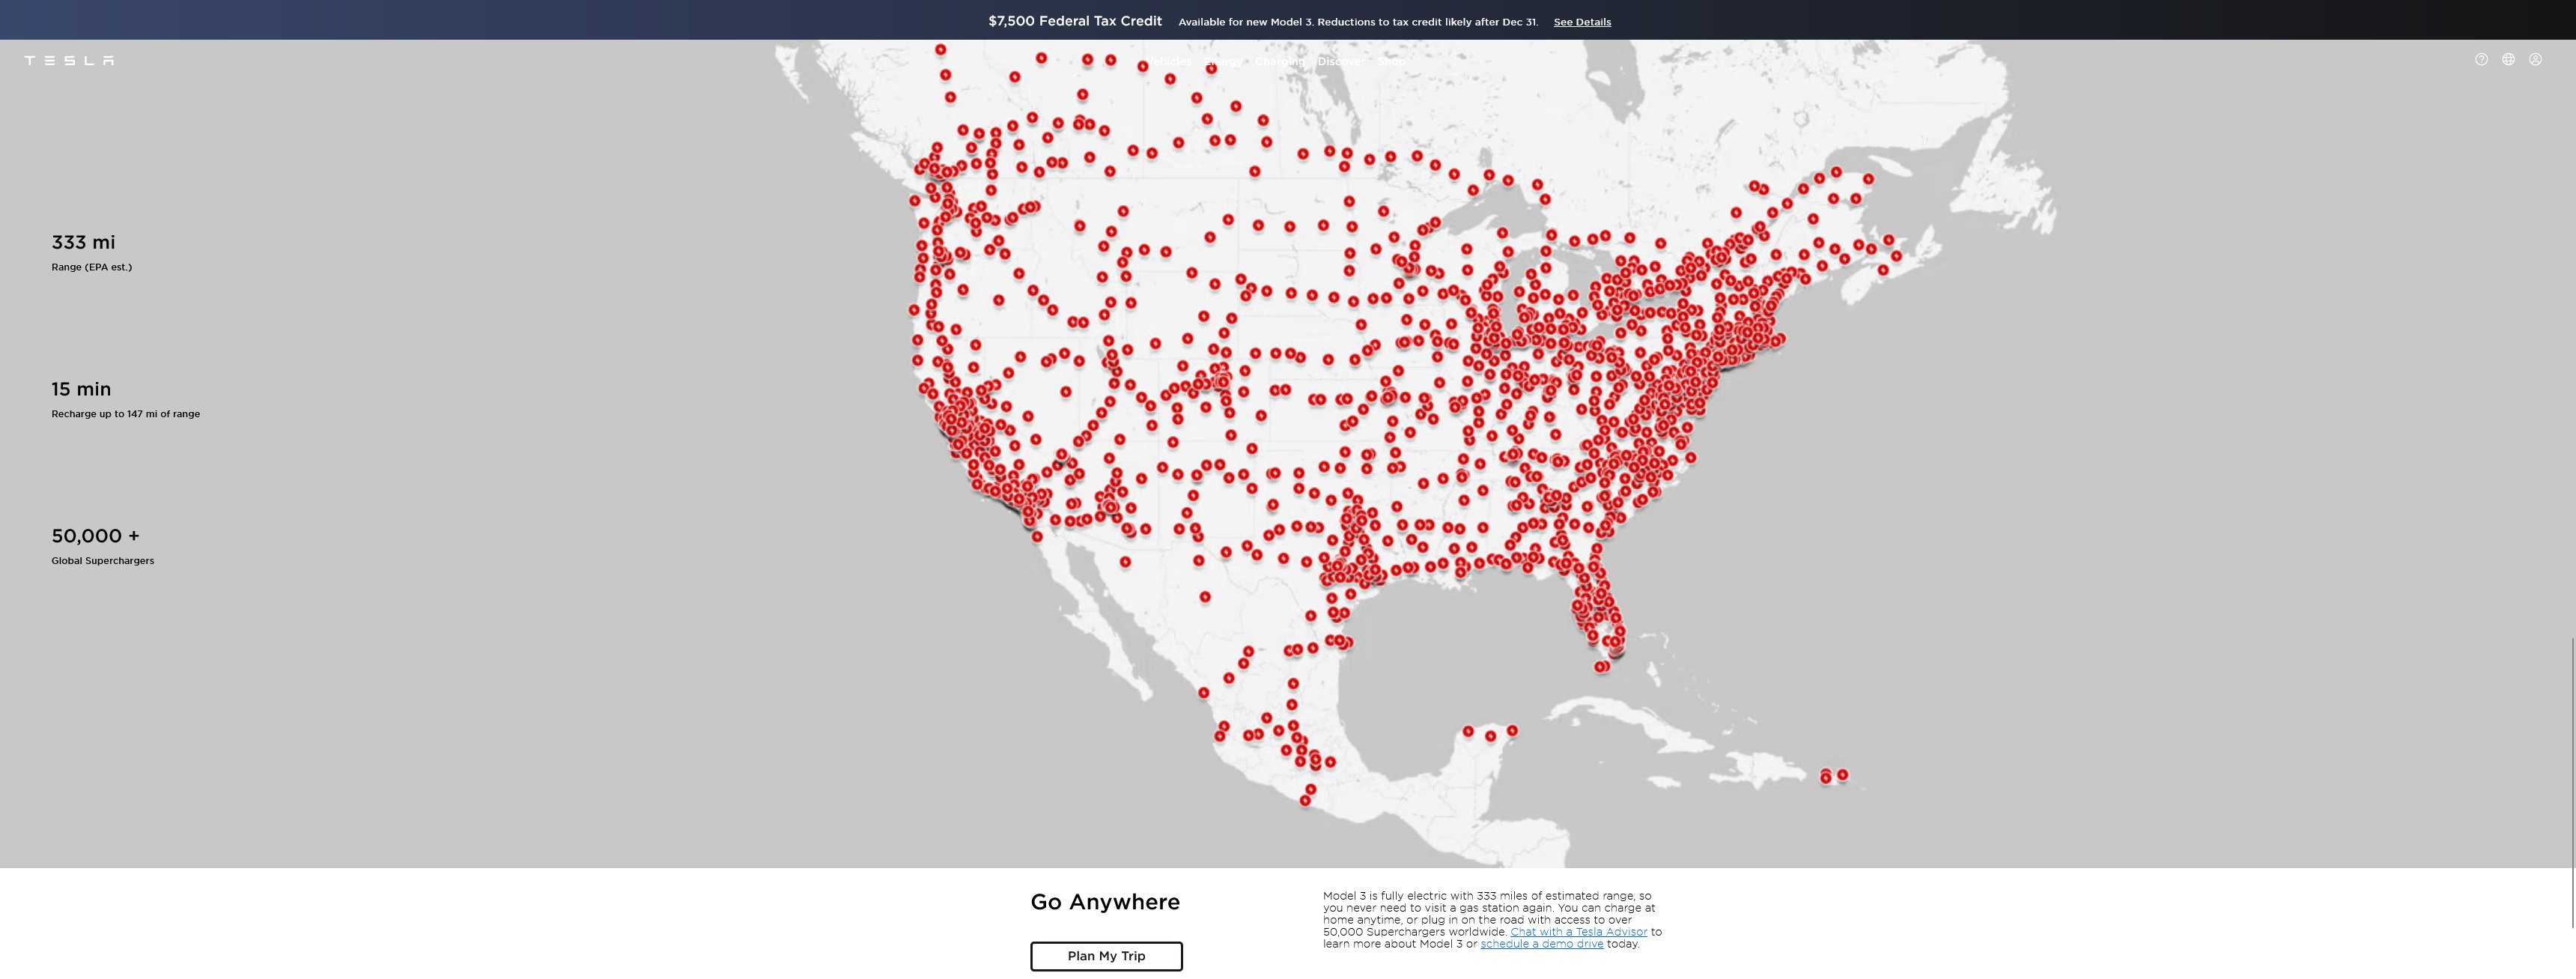 $7,500 Federal Tax Credit Available for new Model 3. Reductions to tax credit likely after Dec 31. See Details
TESLA Vehicles Energy Charging Discover Shop
333 mi
Range (EPA est.)
15 min
Recharge up to 147 mi of range
50,000 +
Global Superchargers
Go Anywhere
Plan My Trip
Model 3 is fully electric with 333 miles of estimated range, so
you never need to visit a gas station again. You can charge at
home anytime, or plug in on the road with access to over
50,000 Superchargers worldwide. Chat with a Tesla Advisor to
learn more about Model 3 or schedule a demo drive today.